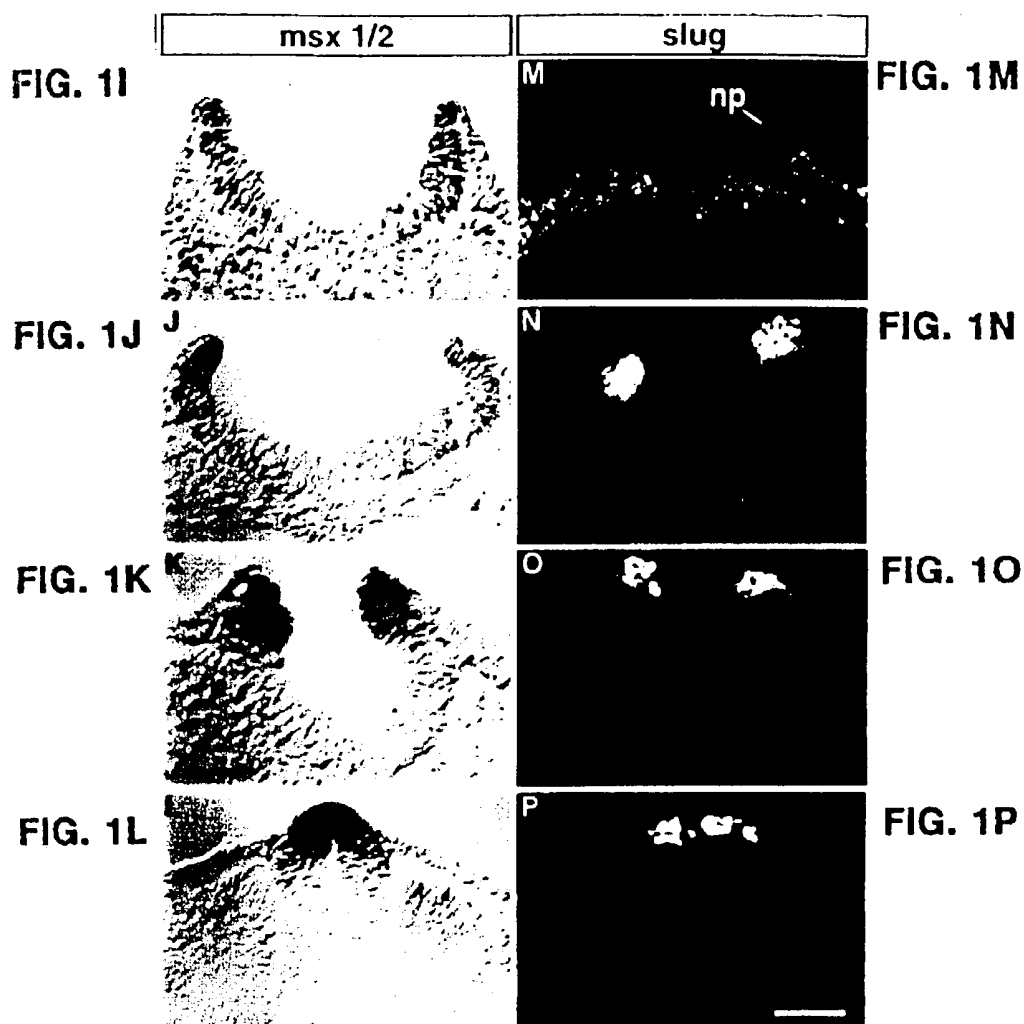 msx 1/2
slug
FIG. 1I
M
np
FIG. 1M
FIG. 1J
J
N
FIG. 1N
FIG. 1K
K
O
FIG. 1O
FIG. 1L
P
FIG. 1P